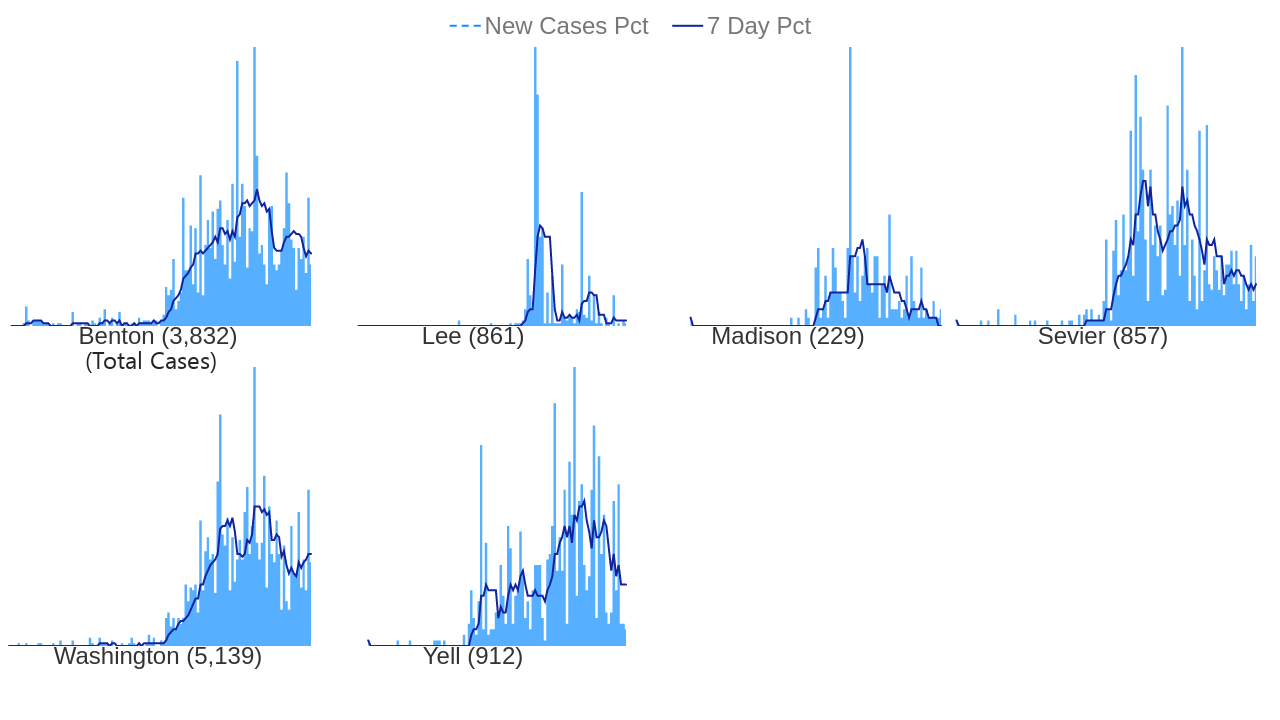 New Cases Pct 7 Day Pct
Benton (3,832) Lee (861) Madison (229) Sevier (857)
(Total Cases)
Washington (5,139) Yell (912)